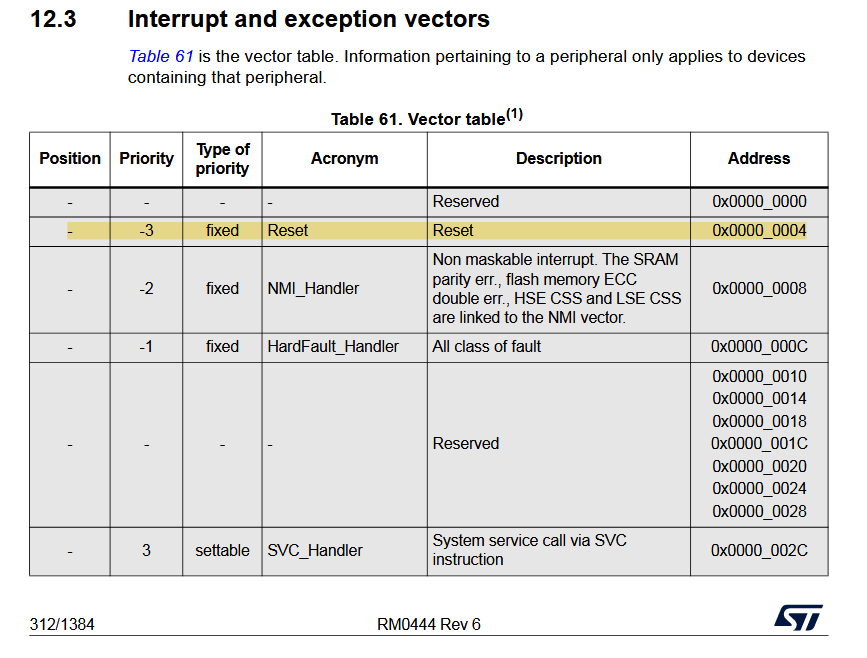 12.3 Interrupt and exception vectors
Table 61 is the vector table. Information pertaining to a peripheral only applies to devices
containing that peripheral.
Table 61. Vector table(1)
Position Priority Type of priority Acronym Description Address
- - - - Reserved 0x0000_0000
- -3 fixed Reset Reset 0x0000_0004
- -2 fixed NMI_Handler Non maskable interrupt. The SRAM
parity err., flash memory ECC
double err., HSE CSS and LSE CSS
are linked to the NMI vector. 0x0000_0008
- -1 fixed HardFault_Handler All class of fault 0x0000_000C
- - - - Reserved 0x0000_0010
0x0000_0014
0x0000_0018
0x0000_001C
0x0000_0020
0x0000_0024
0x0000_0028
- 3 settable SVC_Handler System service call via SVC
instruction 0x0000_002C
312/1384 RM0444 Rev 6 ST